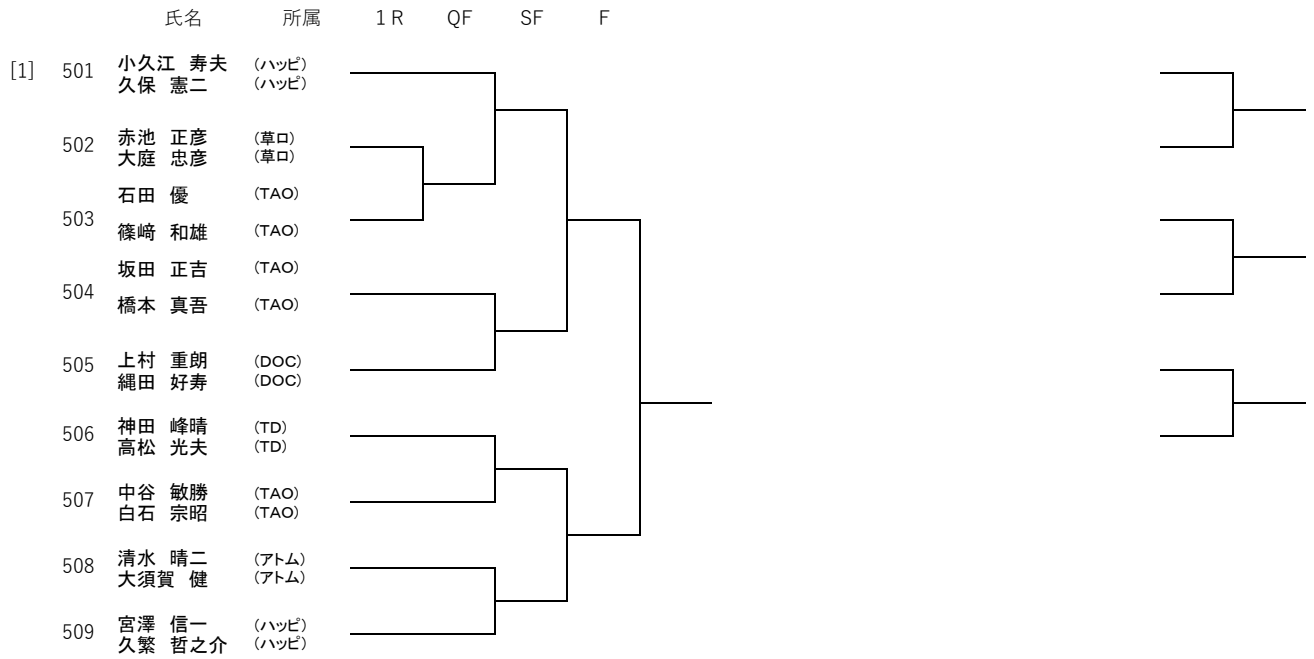 氏名 所属 1 R QF SF F
[1] 501 小久江 寿夫 (ハッピ)
久保 憲二 (ハッピ)
502 赤池 正彦 (草ロ)
大庭 忠彦 (草ロ)
石田 優 (TAO)
503
篠﨑 和雄 (TAO)
坂田 正吉 (TAO)
504
橋本 真吾 (TAO)
505 上村 重朗 (DOC)
縄田 好寿 (DOC)
506 神田 峰晴 (TD)
高松 光夫 (TD)
507 中谷 敏勝 (TAO)
白石 宗昭 (TAO)
508 清水 晴二 (アトム)
大須賀 健 (アトム)
509 宮澤 信一 (ハッピ)
久繁 哲之介 (ハッピ)